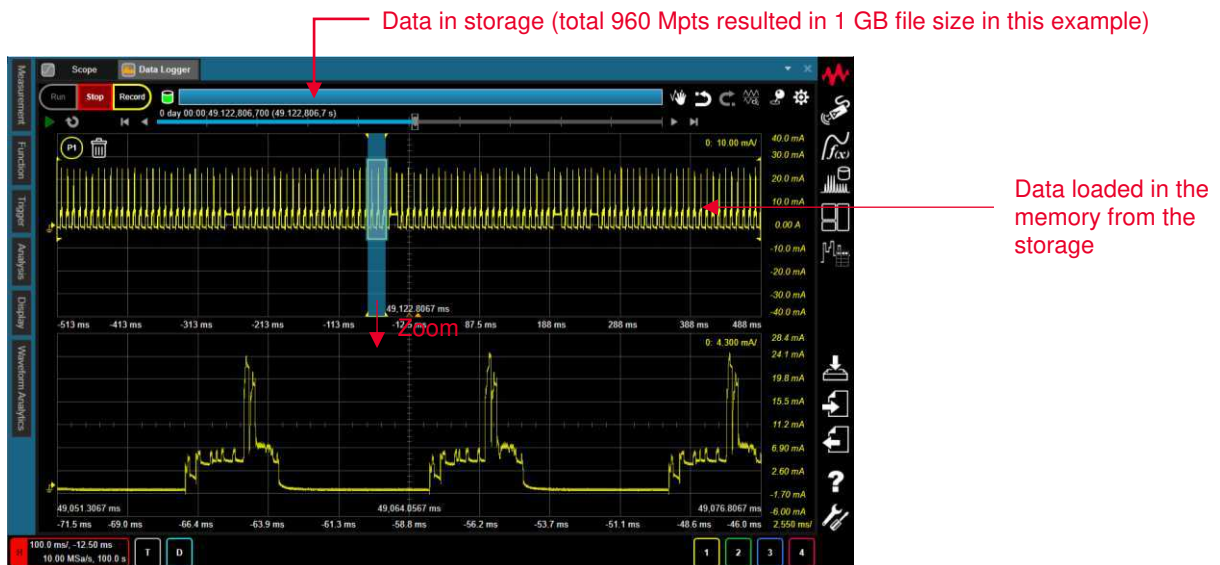 Data in storage (total 960 Mpts resulted in 1 GB file size in this example)
Scope
Data Logger
Run
Stop
Record
0 day 00:00:49.122,806,700 (49.122,806,7 s)
P1
0: 10.00 mA/
40.0 mA
30.0 mA
20.0 mA
10.0 mA
0.00 A
-10.0 mA
-20.0 mA
-30.0 mA
-40.0 mA
49,122.8067 ms
-513 ms
-413 ms
-313 ms
-213 ms
-113 ms
-12.5 ms
87.5 ms
188 ms
288 ms
388 ms
488 ms
Zoom
0: 4.300 mA/
28.4 mA
24.1 mA
19.8 mA
15.5 mA
11.2 mA
6.90 mA
2.60 mA
-1.70 mA
-6.00 mA
49,051.3067 ms
49,064.0567 ms
49,076.8067 ms
-71.5 ms
-69.0 ms
-66.4 ms
-63.9 ms
-61.3 ms
-58.8 ms
-56.2 ms
-53.7 ms
-51.1 ms
-48.6 ms
-46.0 ms
2.550 ms/
H
100.0 ms/, -12.50 ms
10.00 MSa/s, 100.0 s
T
D
1
2
3
4
Measurement
Function
Trigger
Analysis
Display
Waveform Analytics
f(x)
?
Data loaded in the
memory from the
storage